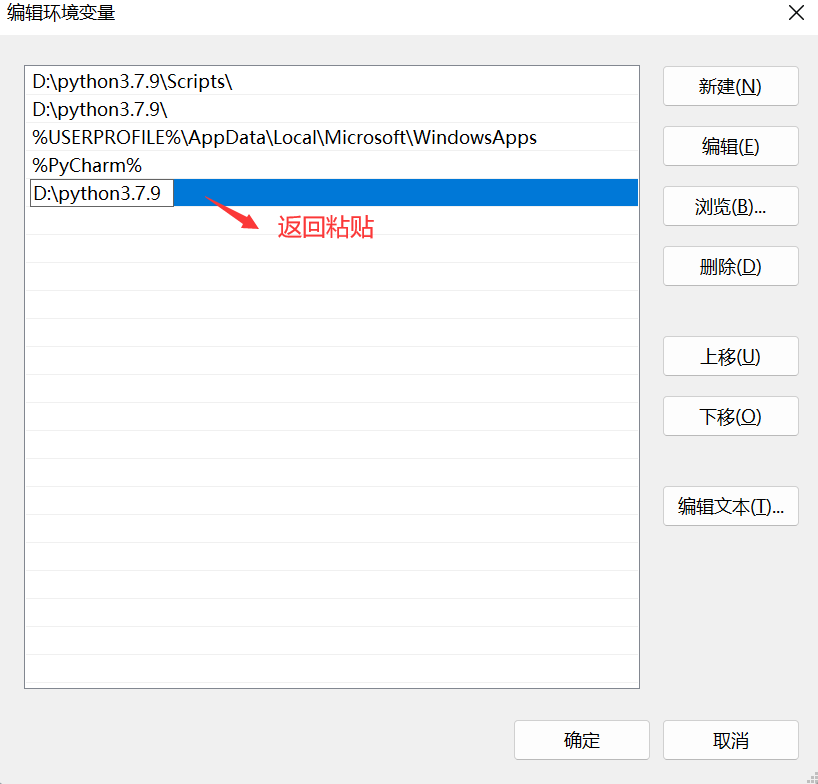 编辑环境变量
D:\python3.7.9\Scripts\
D:\python3.7.9\
%USERPROFILE%\AppData\Local\Microsoft\WindowsApps
%PyCharm%
D:\python3.7.9
返回粘贴
新建(N)
编辑(E)
浏览(B)...
删除(D)
上移(U)
下移(O)
编辑文本(T)...
确定
取消